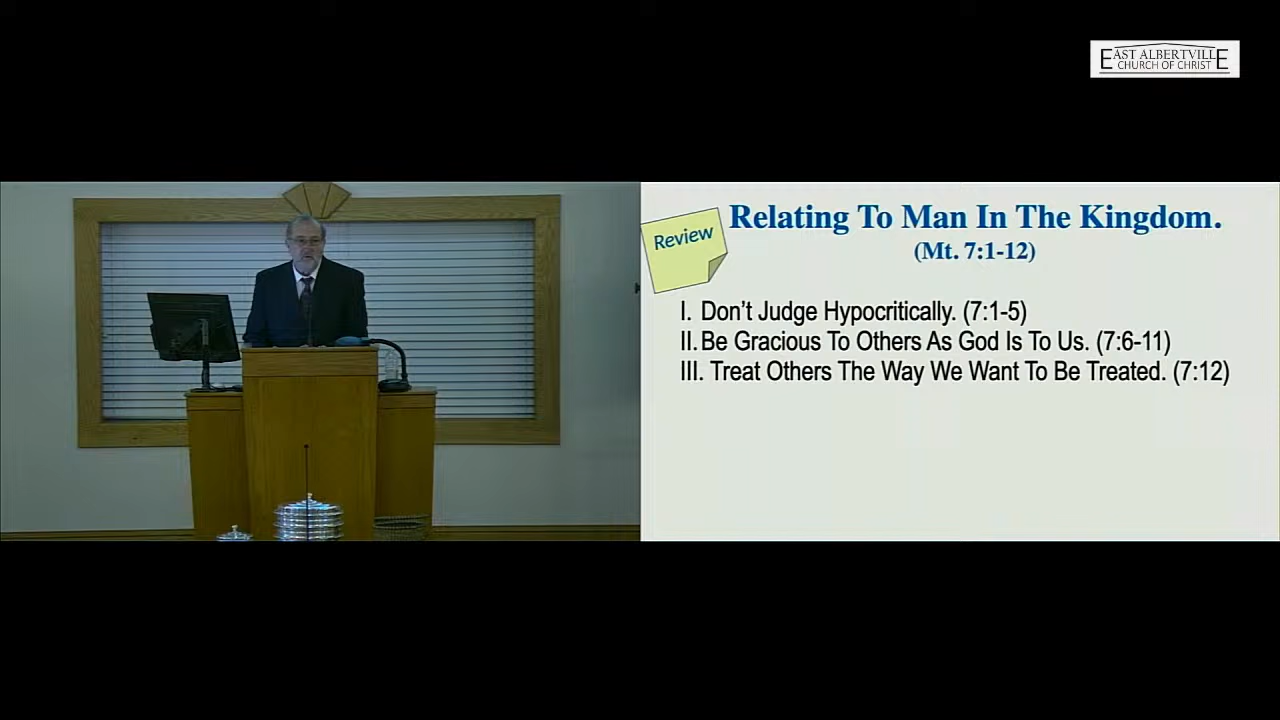 EAST ALBERTVILLE
CHURCH OF CHRIST
Review
Relating To Man In The Kingdom.
(Mt. 7:1-12)
I. Don't Judge Hypocritically. (7:1-5)
II. Be Gracious To Others As God Is To Us. (7:6-11)
III. Treat Others The Way We Want To Be Treated. (7:12)